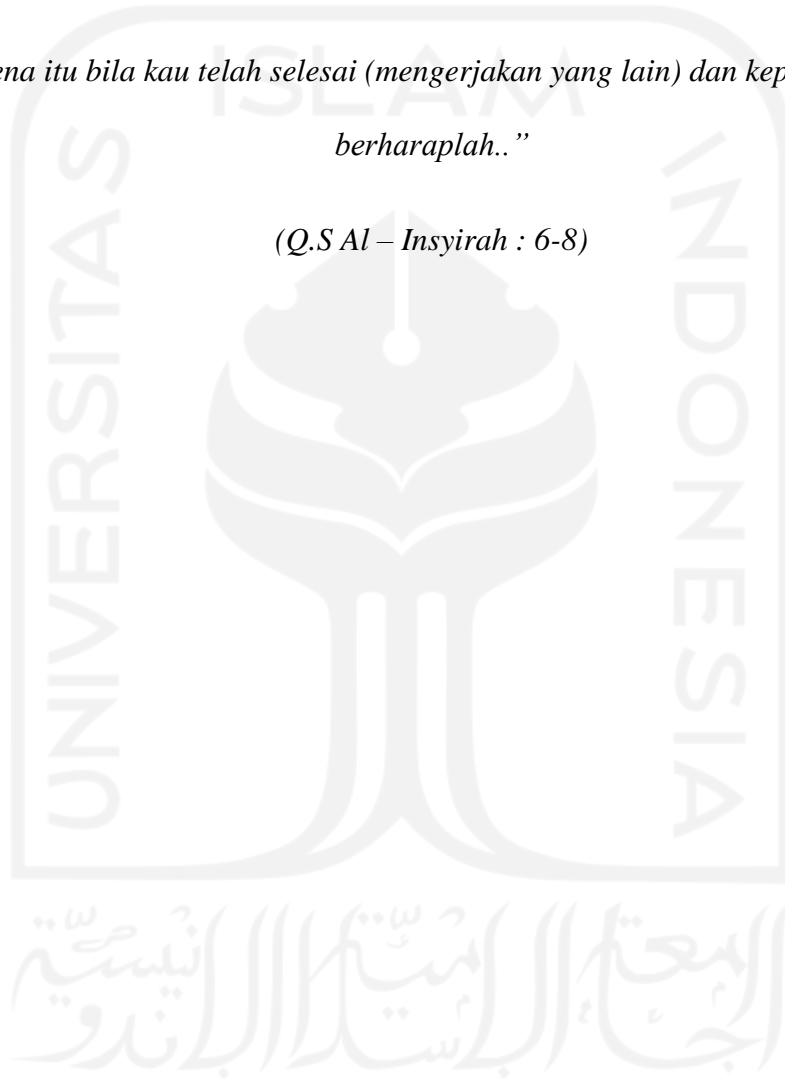 ena itu bila kau telah selesai (mengerjakan yang lain) dan kep
berharaplah..”
(Q.S Al – Insyirah : 6-8)
ISLAM
UNIVERSITAS
INDONESIA